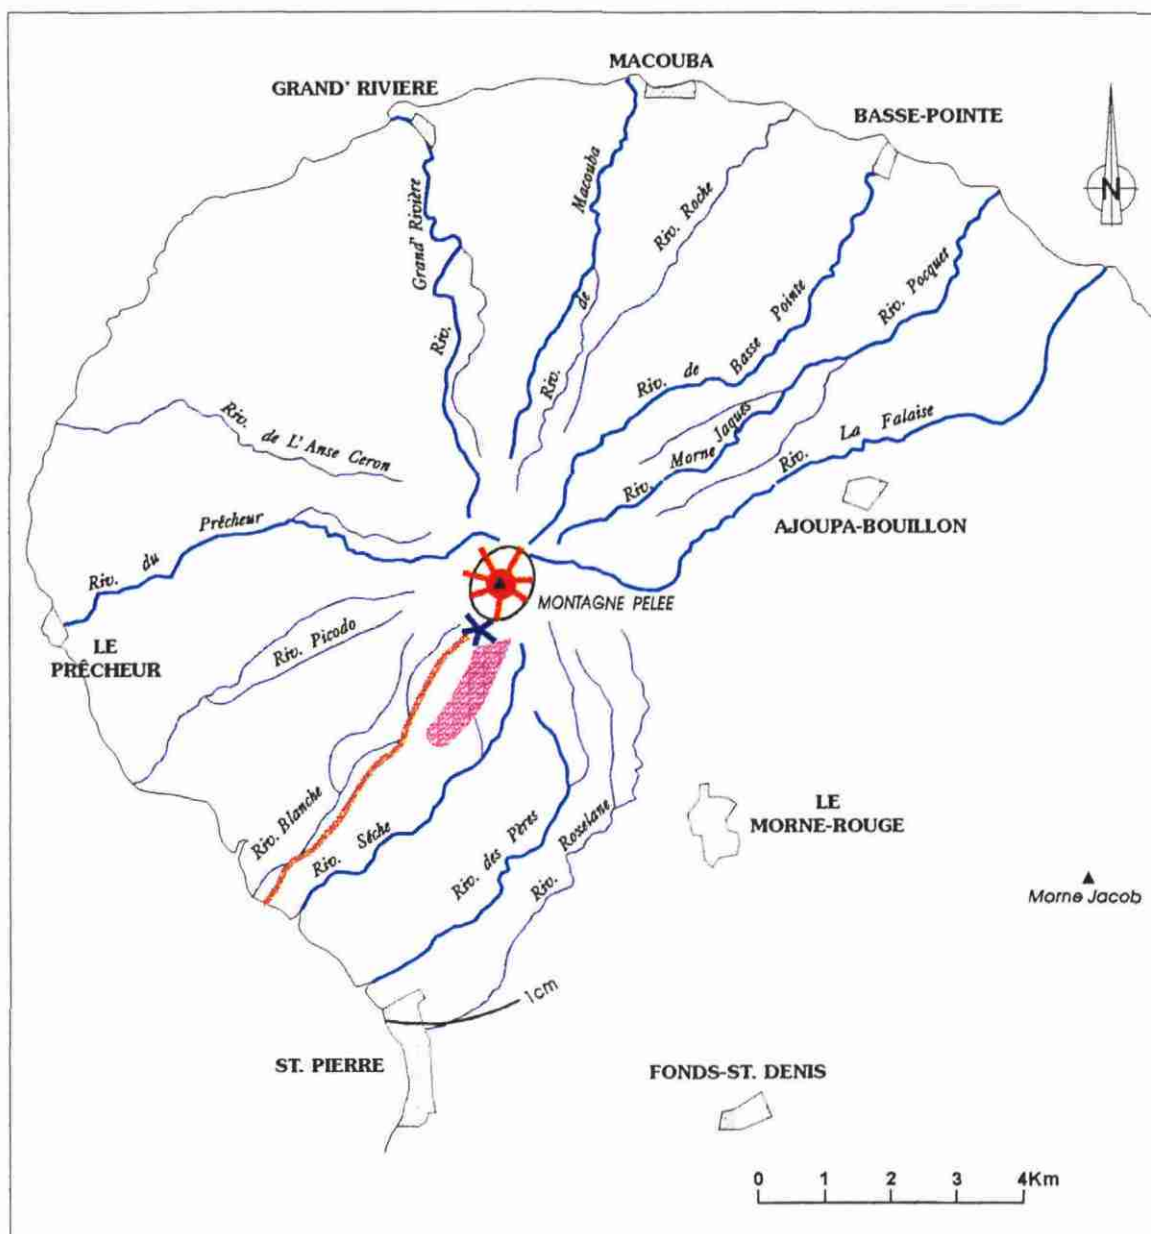 MACOUBA
GRAND' RIVIERE
BASSE-POINTE
N
Riv. Grand' Rivière
Riv. de Macouba
Riv. Roche
Riv. de Basse Pointe
Riv. Pocquet
Riv. Morne Jaques
Riv. La Falaise
Riv. de L'Anse Ceron
Riv. du Prêcheur
AJOUPA-BOUILLON
MONTAGNE PELEE
LE
PRÊCHEUR
Riv. Picodo
Riv. Blanche
Riv. Sèche
Riv. des Pères
Riv. Roxelane
LE
MORNE-ROUGE
Morne Jacob
1cm
ST. PIERRE
FONDS-ST. DENIS
0 1 2 3 4Km